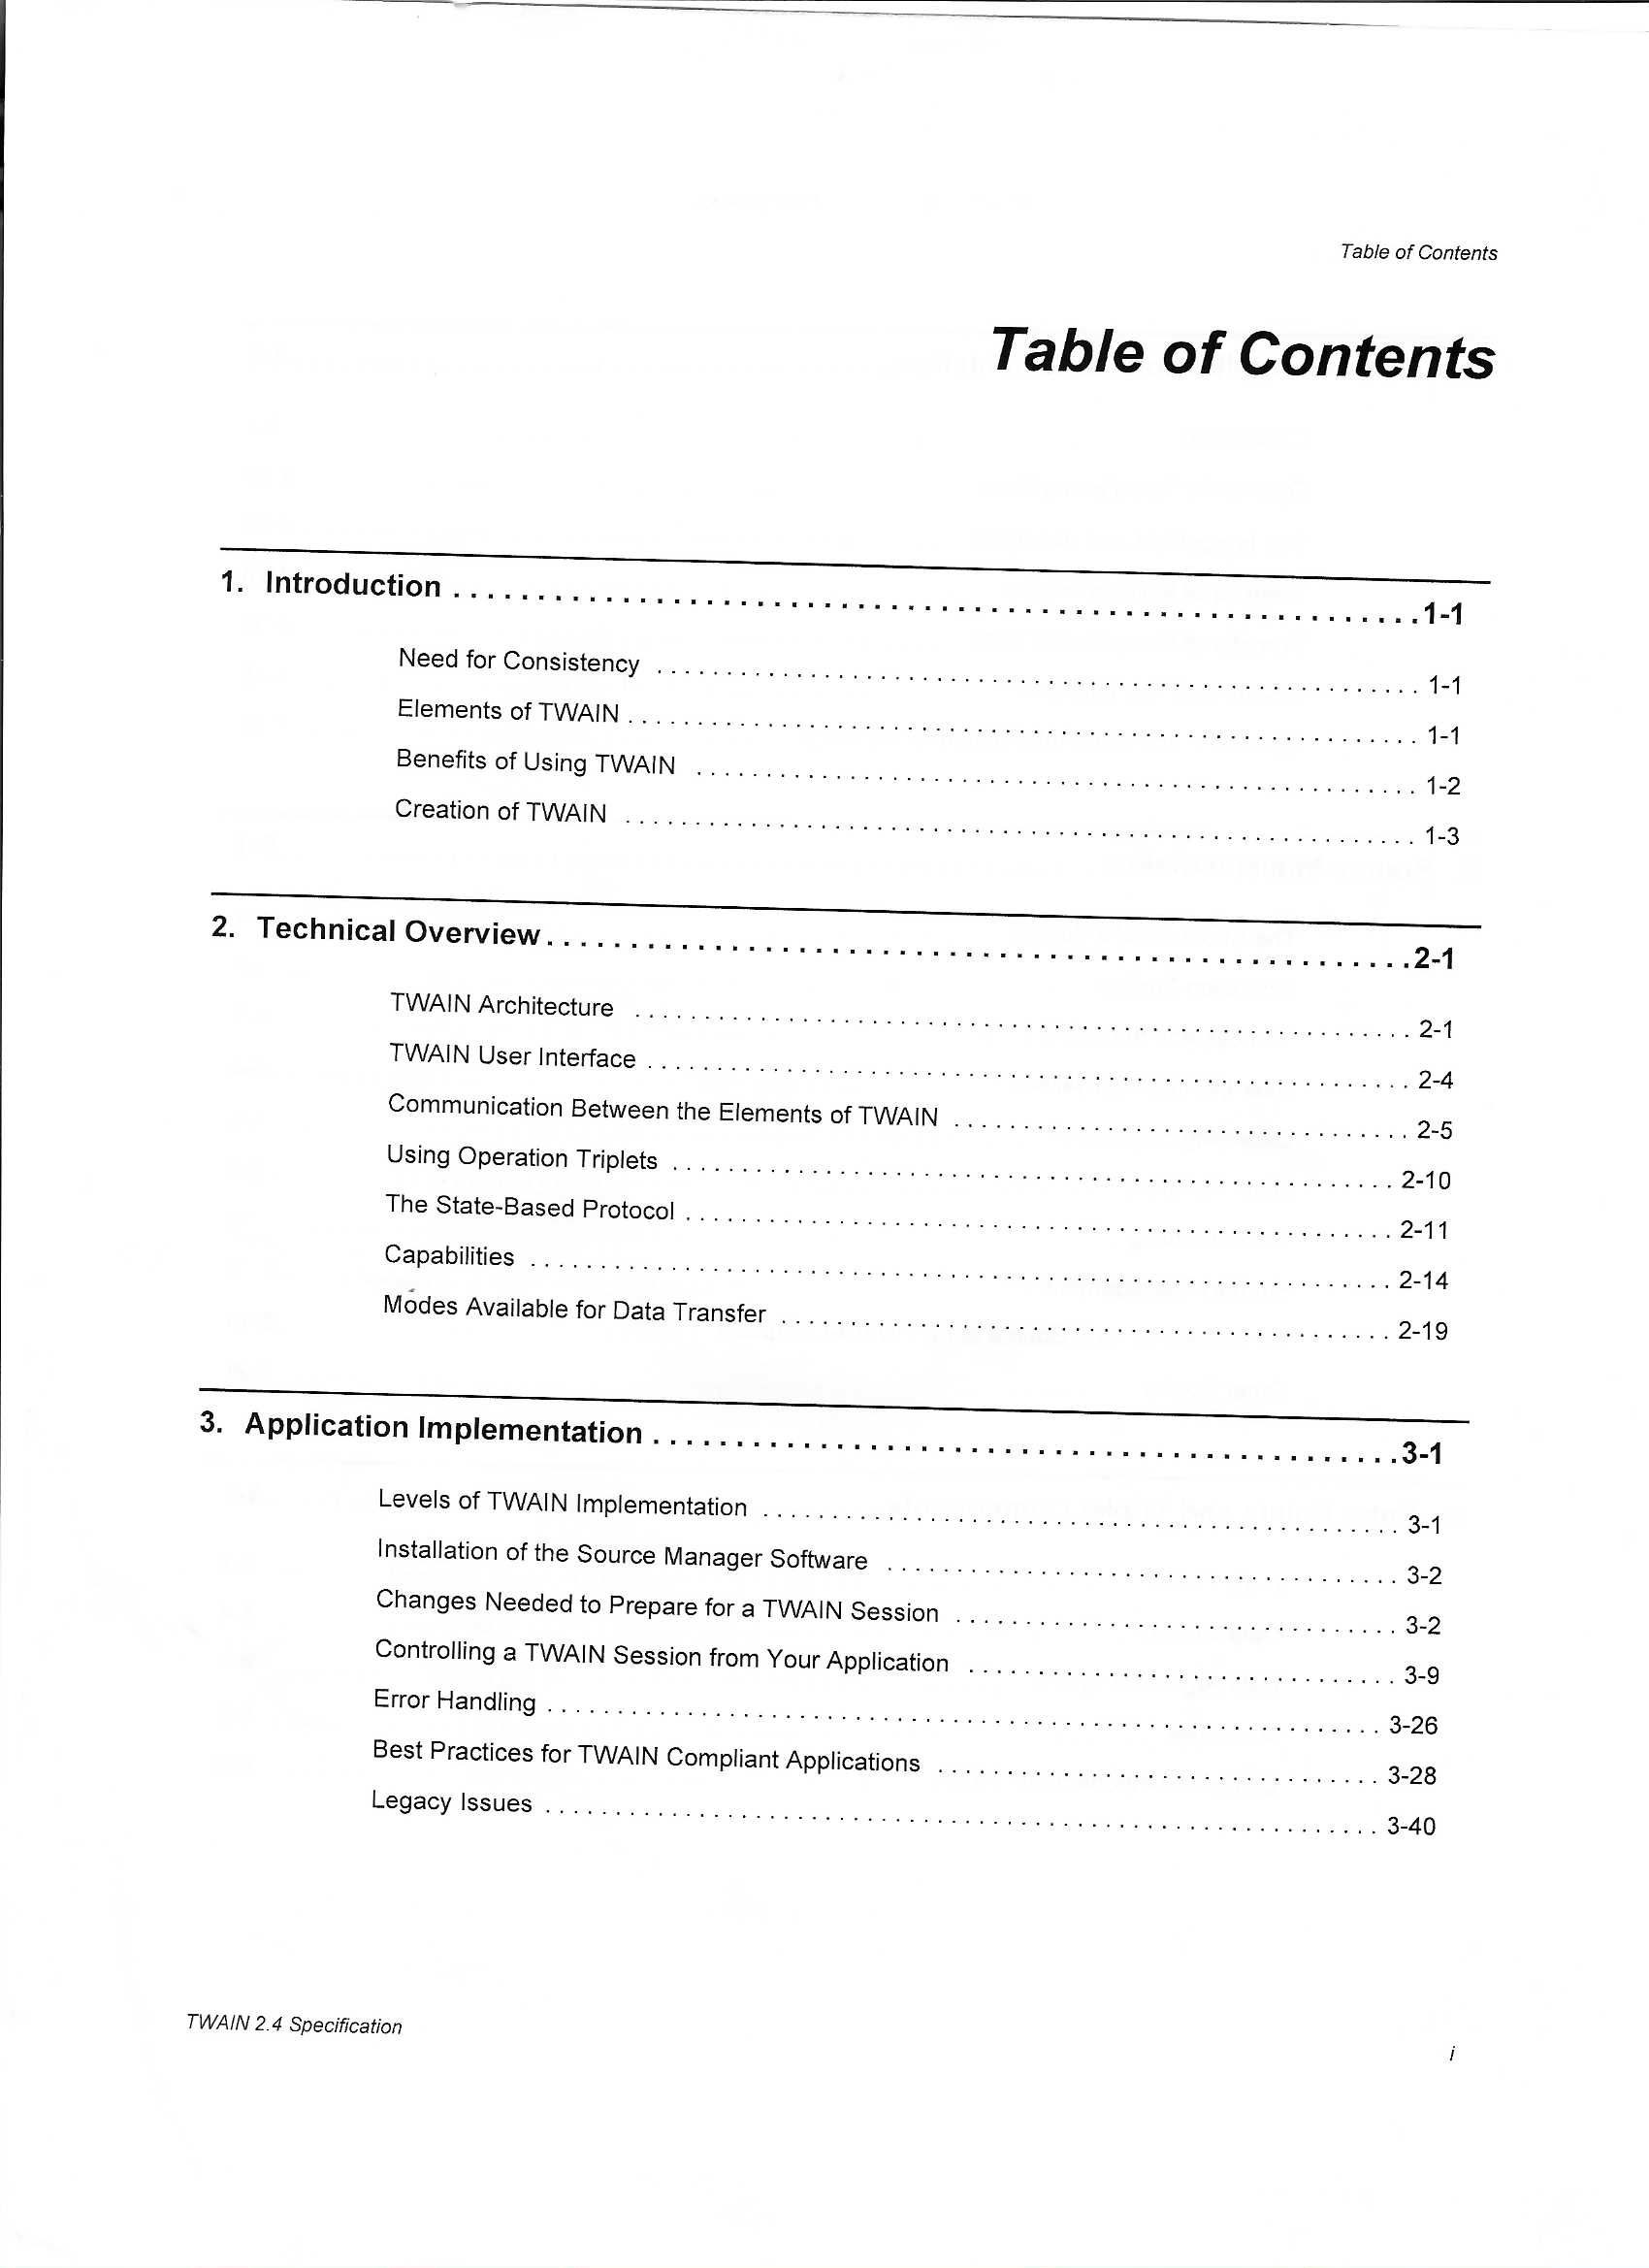 Table of Contents
Table of Contents
1. Introduction . . . . . . . . . . . . . . . . . . . . . . . . . . . . . . . . . . . . . . . . . . . . . . . . . . . . . . . . . 1-1
Need for Consistency . . . . . . . . . . . . . . . . . . . . . . . . . . . . . . . . . . . . . . . . . . . . . . . . . . . . . . 1-1
Elements of TWAIN . . . . . . . . . . . . . . . . . . . . . . . . . . . . . . . . . . . . . . . . . . . . . . . . . . . . . . . . 1-1
Benefits of Using TWAIN . . . . . . . . . . . . . . . . . . . . . . . . . . . . . . . . . . . . . . . . . . . . . . . . . . . 1-2
Creation of TWAIN . . . . . . . . . . . . . . . . . . . . . . . . . . . . . . . . . . . . . . . . . . . . . . . . . . . . . . . . 1-3
2. Technical Overview . . . . . . . . . . . . . . . . . . . . . . . . . . . . . . . . . . . . . . . . . . . . . . . . . . . 2-1
TWAIN Architecture . . . . . . . . . . . . . . . . . . . . . . . . . . . . . . . . . . . . . . . . . . . . . . . . . . . . . . . 2-1
TWAIN User Interface . . . . . . . . . . . . . . . . . . . . . . . . . . . . . . . . . . . . . . . . . . . . . . . . . . . . . . 2-4
Communication Between the Elements of TWAIN . . . . . . . . . . . . . . . . . . . . . . . . . . . . . . . . . 2-5
Using Operation Triplets . . . . . . . . . . . . . . . . . . . . . . . . . . . . . . . . . . . . . . . . . . . . . . . . . . . 2-10
The State-Based Protocol . . . . . . . . . . . . . . . . . . . . . . . . . . . . . . . . . . . . . . . . . . . . . . . . . . 2-11
Capabilities . . . . . . . . . . . . . . . . . . . . . . . . . . . . . . . . . . . . . . . . . . . . . . . . . . . . . . . . . . . . . 2-14
Modes Available for Data Transfer . . . . . . . . . . . . . . . . . . . . . . . . . . . . . . . . . . . . . . . . . . . . 2-19
3. Application Implementation . . . . . . . . . . . . . . . . . . . . . . . . . . . . . . . . . . . . . . . . . . . . 3-1
Levels of TWAIN Implementation . . . . . . . . . . . . . . . . . . . . . . . . . . . . . . . . . . . . . . . . . . . . . 3-1
Installation of the Source Manager Software . . . . . . . . . . . . . . . . . . . . . . . . . . . . . . . . . . . . . 3-2
Changes Needed to Prepare for a TWAIN Session . . . . . . . . . . . . . . . . . . . . . . . . . . . . . . . . 3-2
Controlling a TWAIN Session from Your Application . . . . . . . . . . . . . . . . . . . . . . . . . . . . . . . 3-9
Error Handling . . . . . . . . . . . . . . . . . . . . . . . . . . . . . . . . . . . . . . . . . . . . . . . . . . . . . . . . . . . 3-26
Best Practices for TWAIN Compliant Applications . . . . . . . . . . . . . . . . . . . . . . . . . . . . . . . . 3-28
Legacy Issues . . . . . . . . . . . . . . . . . . . . . . . . . . . . . . . . . . . . . . . . . . . . . . . . . . . . . . . . . . . 3-40
TWAIN 2.4 Specification
i